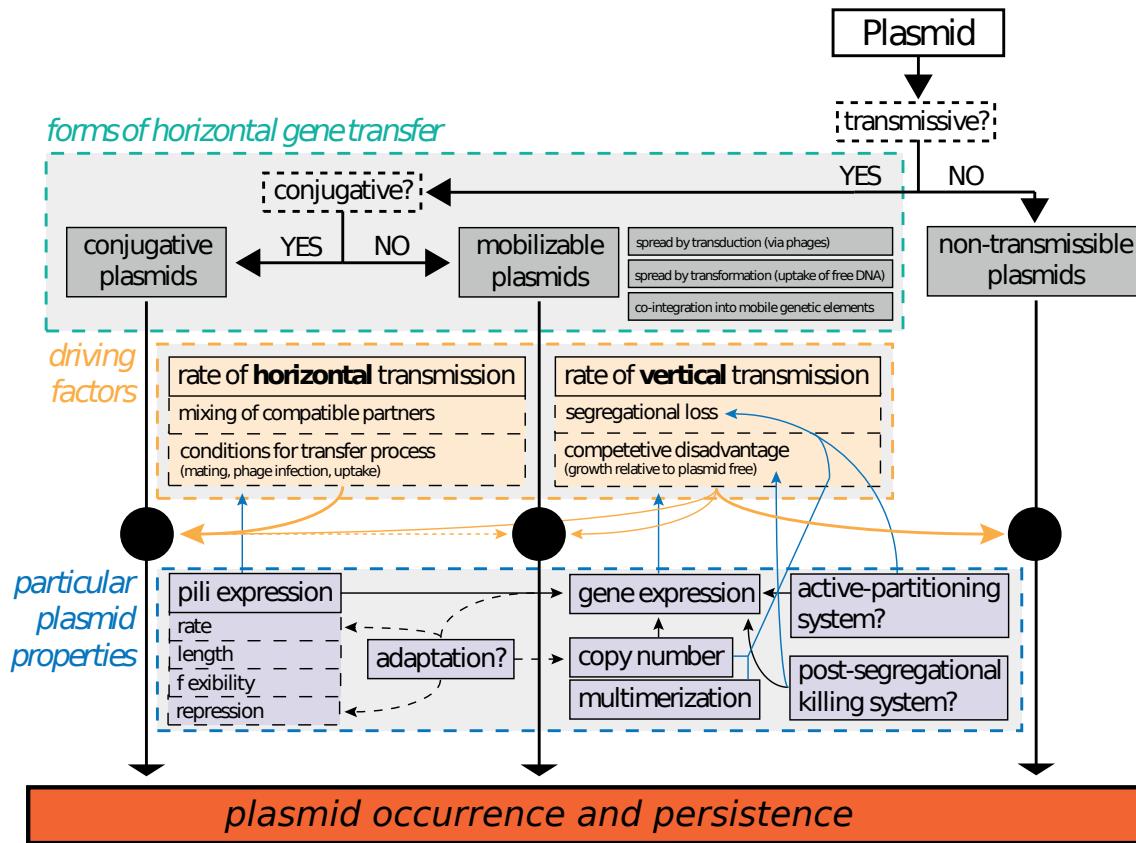 Plasmid
transmissive?
forms of horizontal gene transfer
YES
NO
conjugative?
YES
NO
conjugative
plasmids
mobilizable
plasmids
spread by transduction (via phages)
spread by transformation (uptake of free DNA)
co-integration into mobile genetic elements
non-transmissible
plasmids
driving
factors
rate of horizontal transmission
mixing of compatible partners
conditions for transfer process
(mating, phage infection, uptake)
rate of vertical transmission
segregational loss
competetive disadvantage
(growth relative to plasmid free)
particular
plasmid
properties
pili expression
rate
length
f exibility
repression
adaptation?
gene expression
copy number
multimerization
active-partitioning
system?
post-segregational
killing system?
plasmid occurrence and persistence